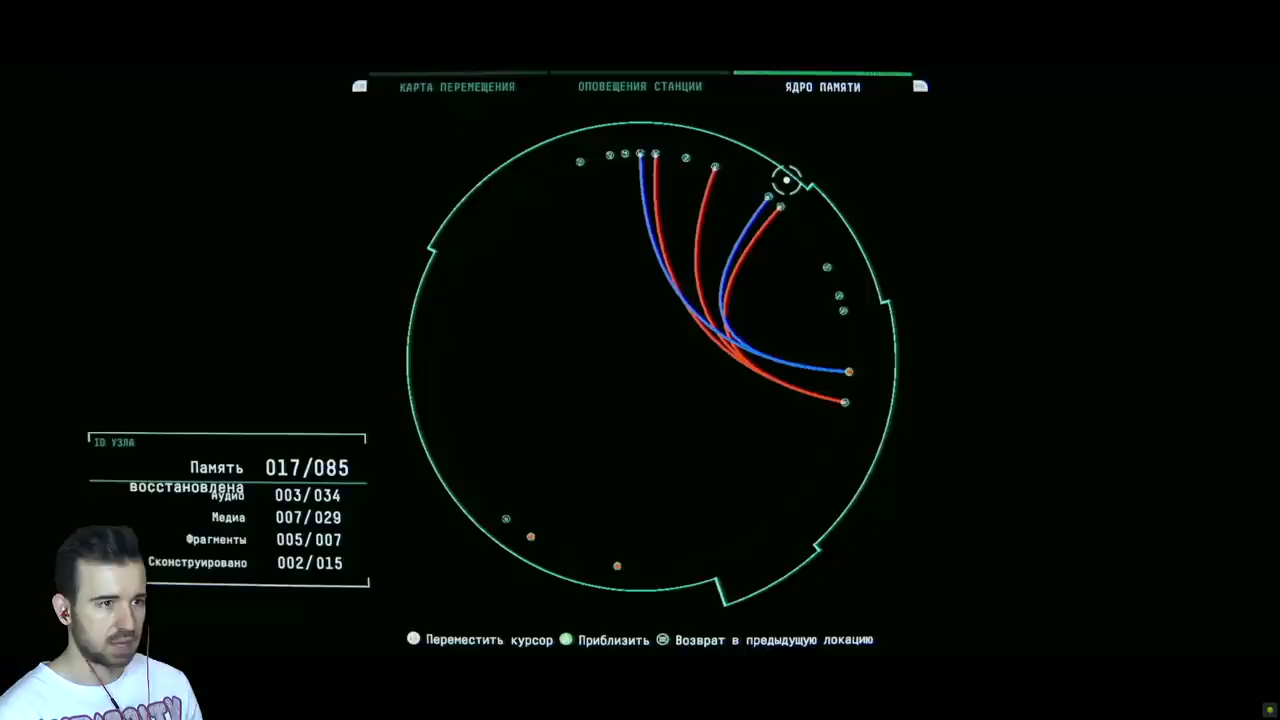 КАРТА ПЕРЕМЕЩЕНИЯ
ОПОВЕЩЕНИЯ СТАНЦИИ
ЯДРО ПАМЯТИ
ID УЗЛА
Память 017/085
восстановлена
Аудио 003/034
Медиа 007/029
Фрагменты 005/007
Сконструировано 002/015
Переместить курсор Приблизить Возврат в предыдущую локацию